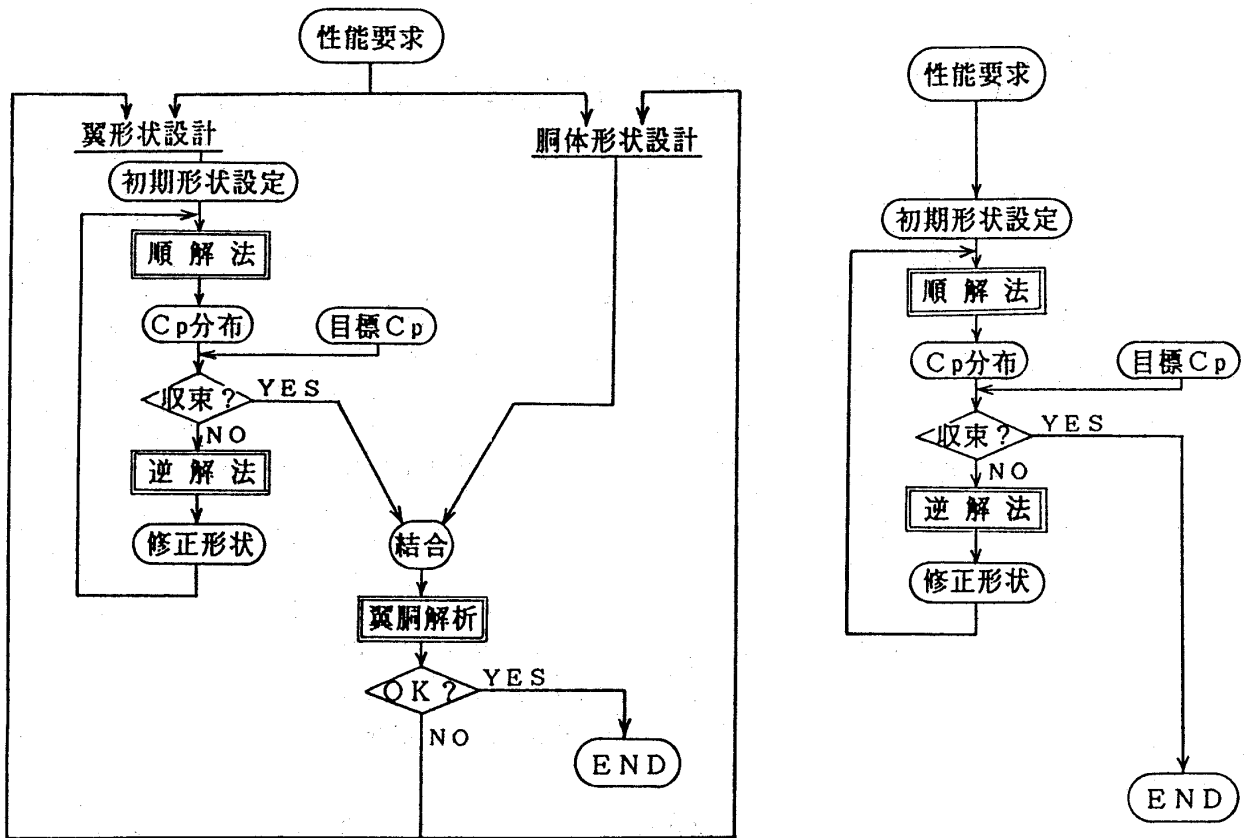 性能要求
翼形状設計
胴体形状設計
初期形状設定
順解法
Cp分布
目標Cp
収束?
YES
NO
逆解法
修正形状
結合
翼胴解析
OK?
YES
NO
END
性能要求
初期形状設定
順解法
Cp分布
目標Cp
収束?
YES
NO
逆解法
修正形状
END